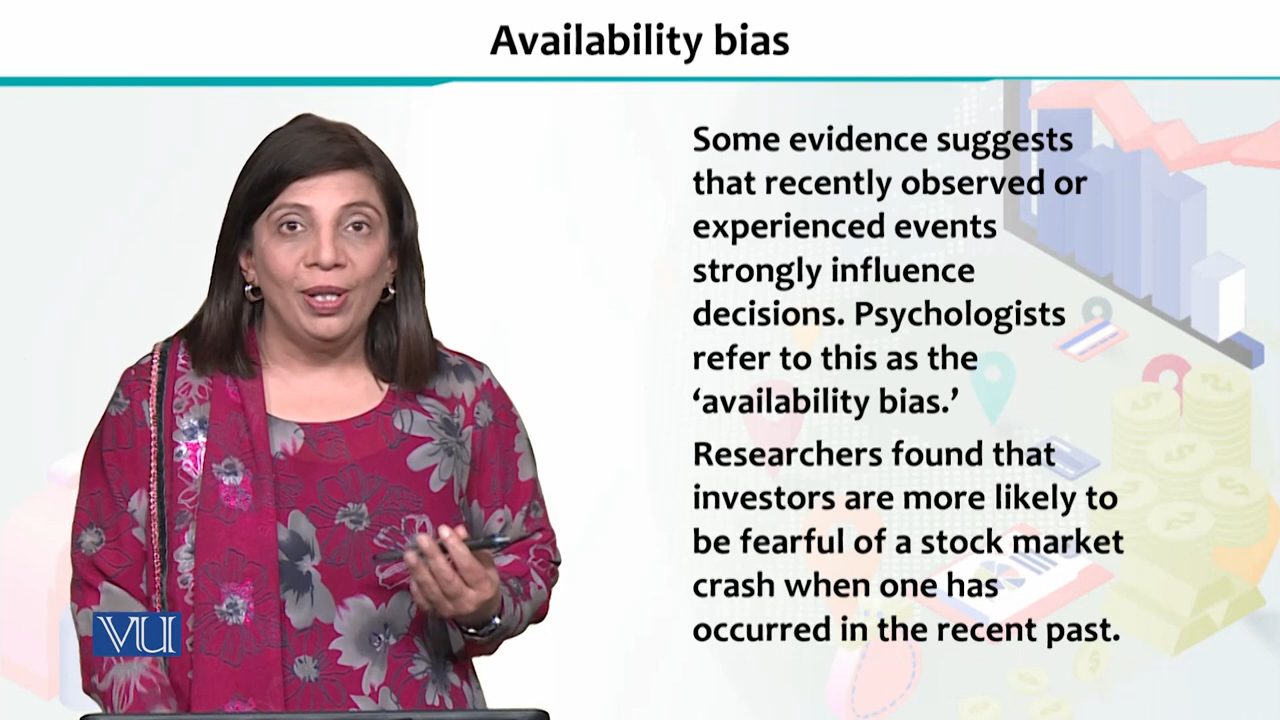 Availability bias
Some evidence suggests
that recently observed or
experienced events
strongly influence
decisions. Psychologists
refer to this as the
‘availability bias.’
Researchers found that
investors are more likely to
be fearful of a stock market
crash when one has
occurred in the recent past.
VU